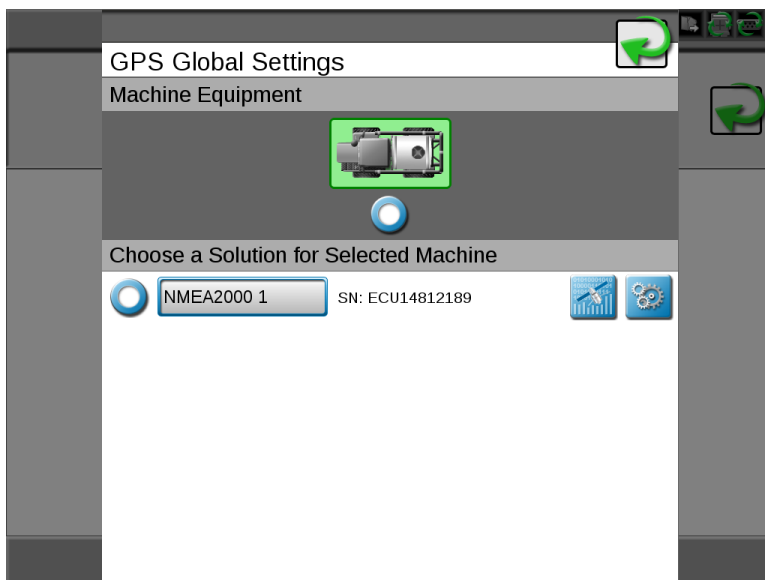 GPS Global Settings
Machine Equipment
Choose a Solution for Selected Machine
NMEA2000 1 SN: ECU14812189